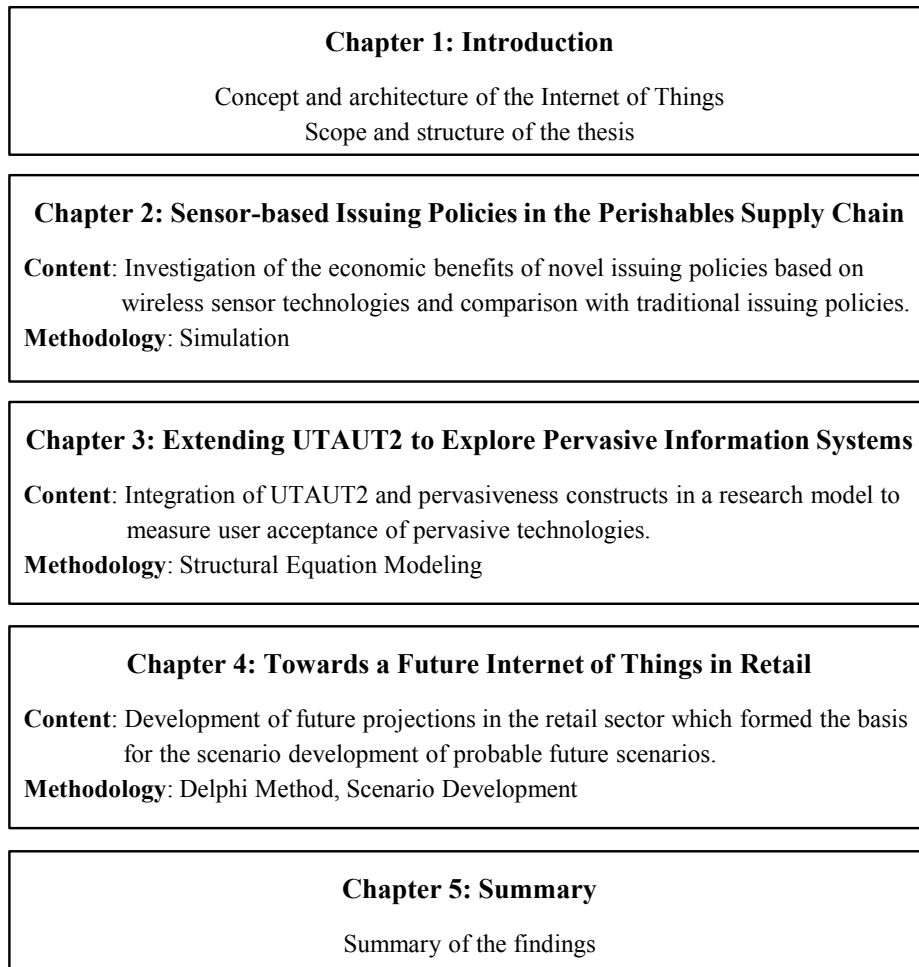 Chapter 1: Introduction
Concept and architecture of the Internet of Things
Scope and structure of the thesis
Chapter 2: Sensor-based Issuing Policies in the Perishables Supply Chain
Content: Investigation of the economic benefits of novel issuing policies based on
wireless sensor technologies and comparison with traditional issuing policies.
Methodology: Simulation
Chapter 3: Extending UTAUT2 to Explore Pervasive Information Systems
Content: Integration of UTAUT2 and pervasiveness constructs in a research model to
measure user acceptance of pervasive technologies.
Methodology: Structural Equation Modeling
Chapter 4: Towards a Future Internet of Things in Retail
Content: Development of future projections in the retail sector which formed the basis
for the scenario development of probable future scenarios.
Methodology: Delphi Method, Scenario Development
Chapter 5: Summary
Summary of the findings